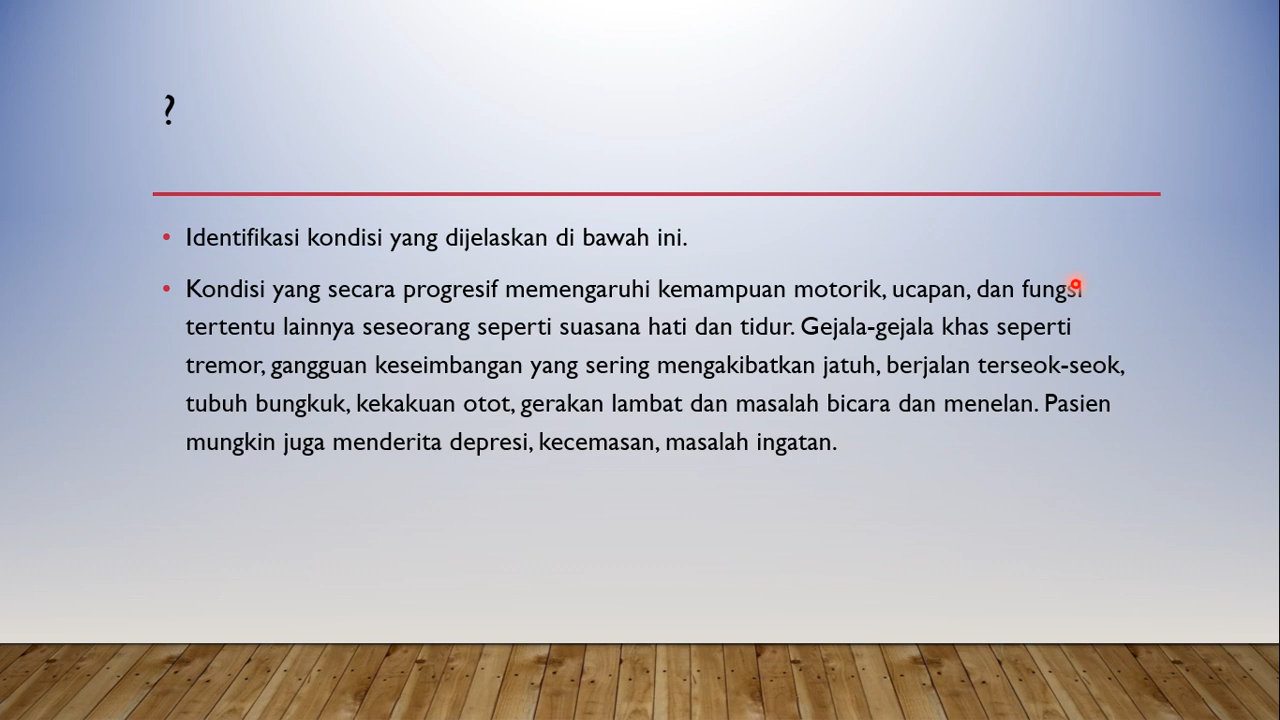 ?
• Identifikasi kondisi yang dijelaskan di bawah ini.
• Kondisi yang secara progresif memengaruhi kemampuan motorik, ucapan, dan fungsi
tertentu lainnya seseorang seperti suasana hati dan tidur. Gejala-gejala khas seperti
tremor, gangguan keseimbangan yang sering mengakibatkan jatuh, berjalan terseok-seok,
tubuh bungkuk, kekakuan otot, gerakan lambat dan masalah bicara dan menelan. Pasien
mungkin juga menderita depresi, kecemasan, masalah ingatan.